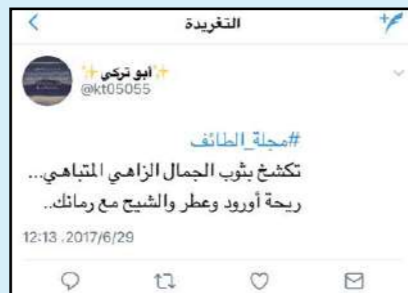 التغريدة
✨أبو تركي✨
@kt05055
#مجلة_الطائف
تكشخ بثوب الجمال الزاهي المتباهي...
ريحة أورود وعطر والشيح مع رمانك..
12:13 ،2017/6/29